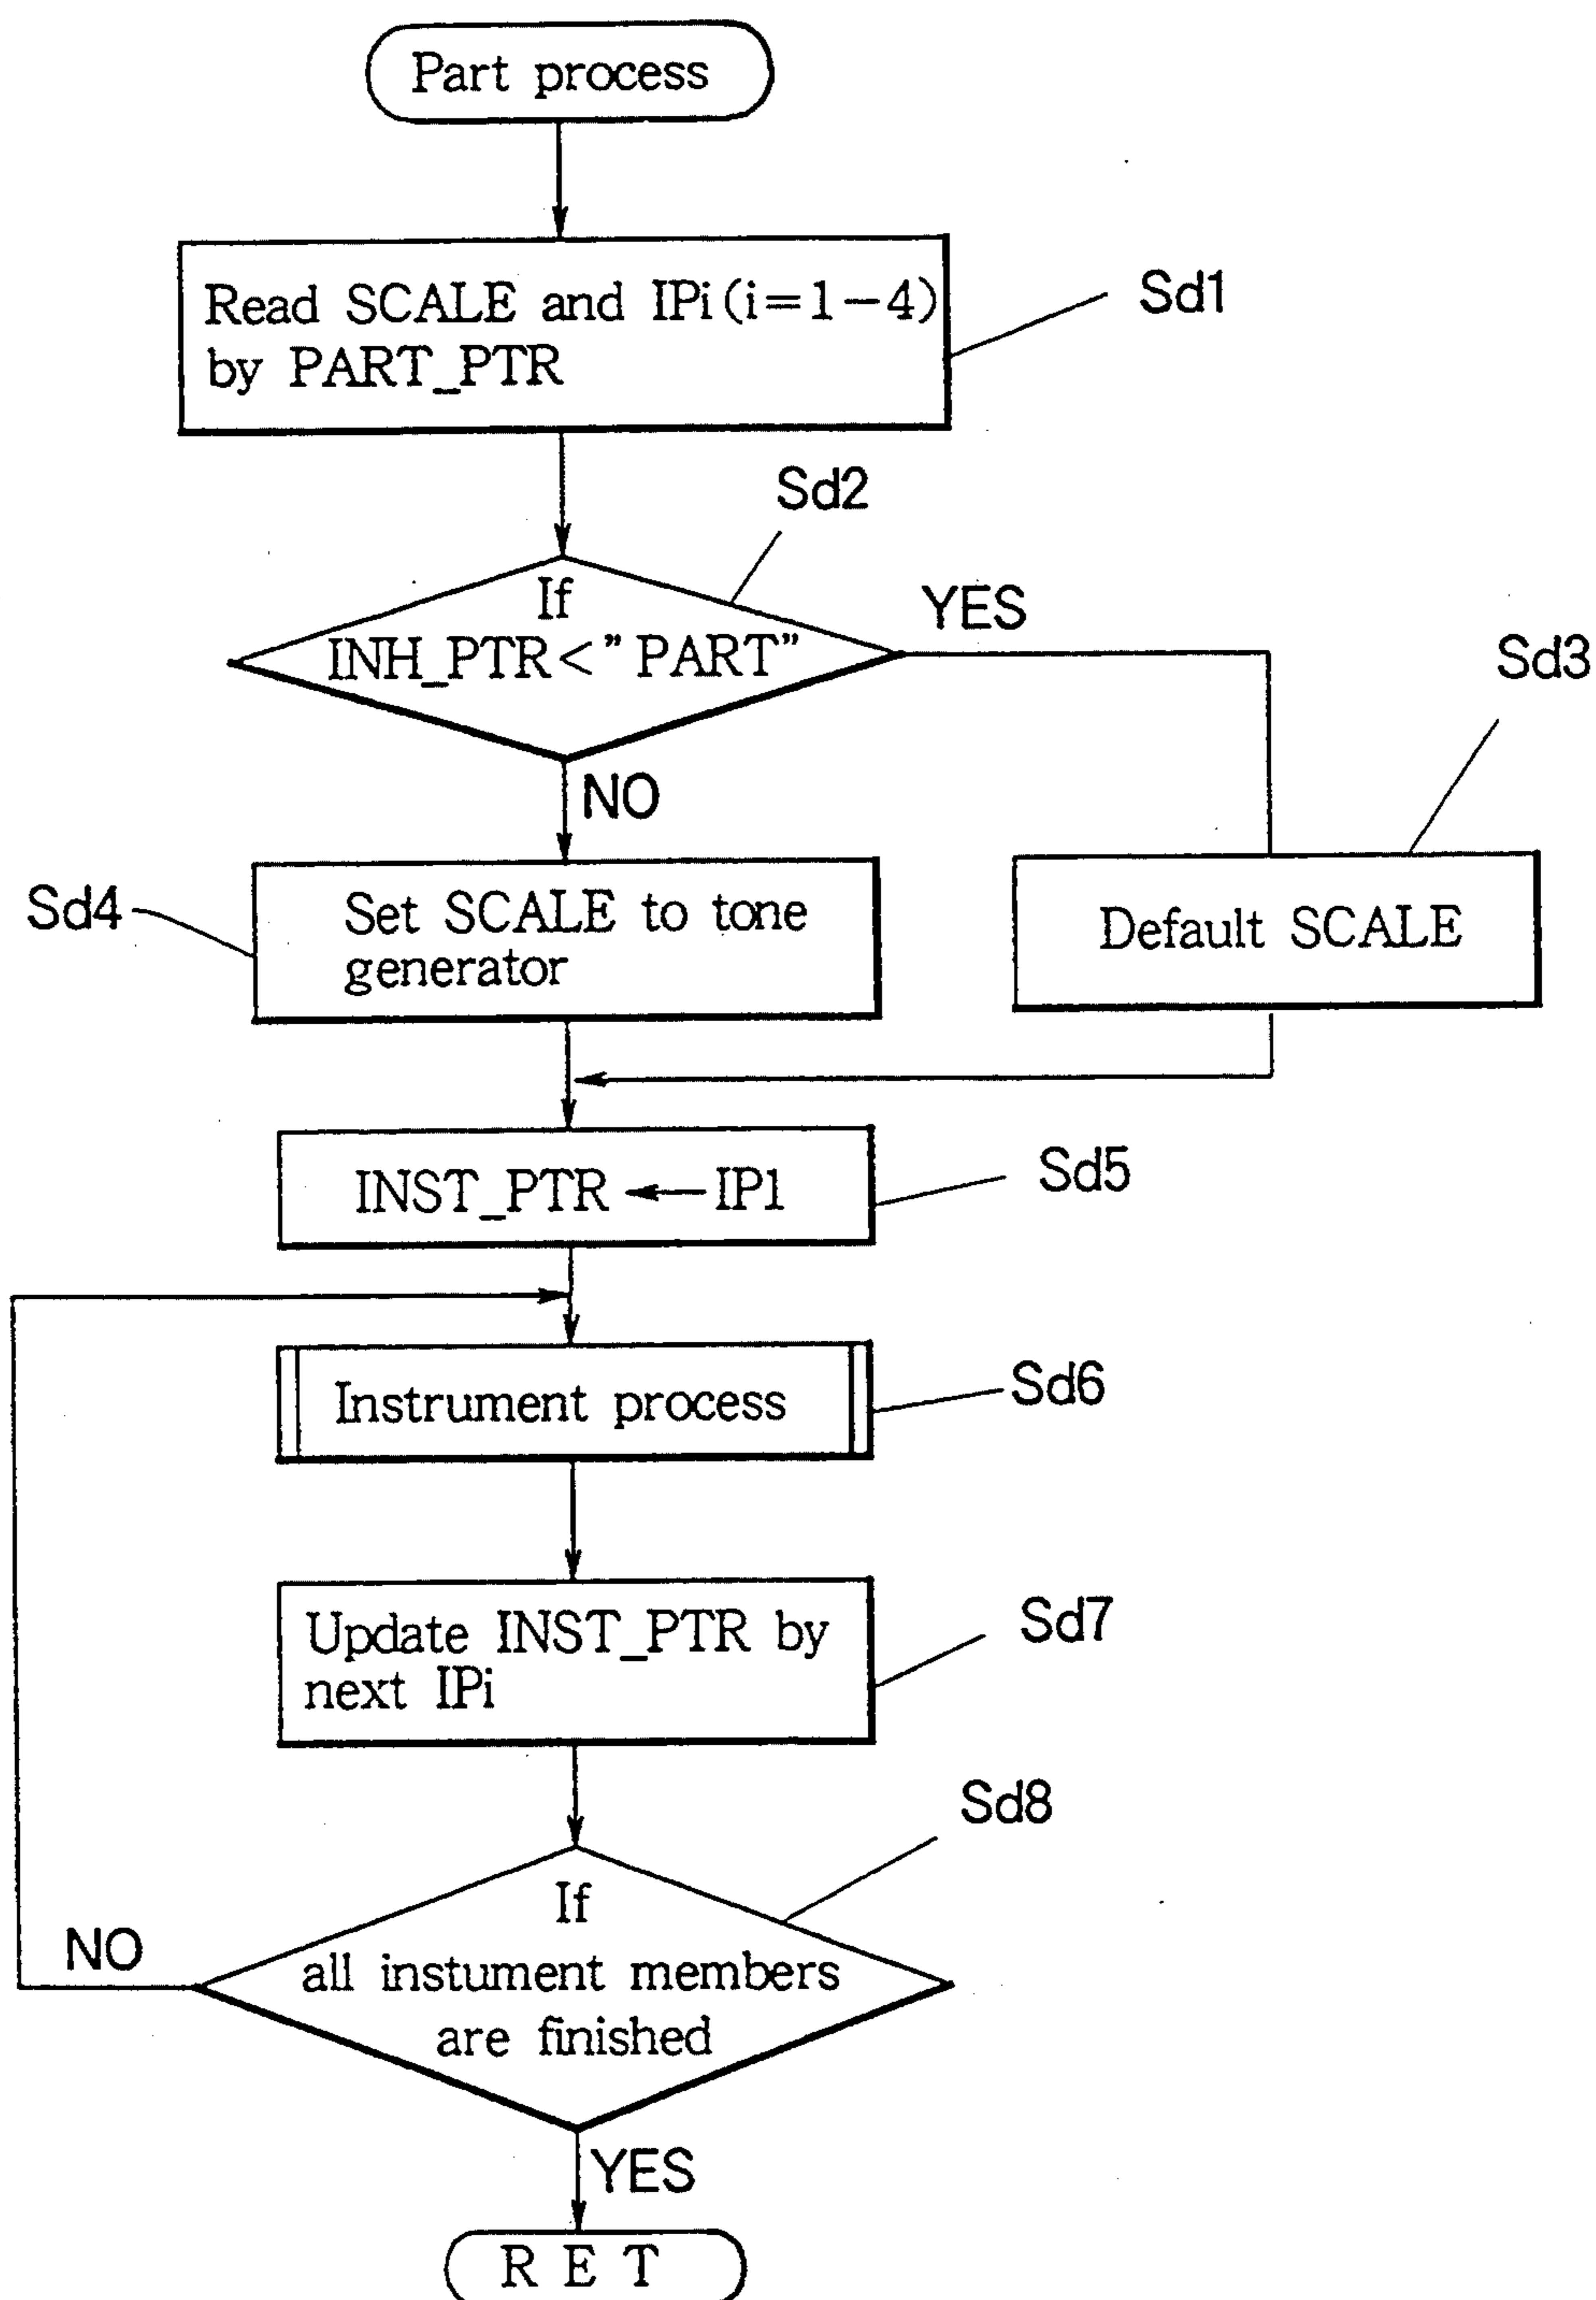 Part process
Read SCALE and IPi(i=1-4)
by PART_PTR
Sd1
Sd2
If
INH_PTR<"PART"
YES
Sd3
NO
Sd4
Set SCALE to tone
generator
Default SCALE
INST_PTR ← IP1
Sd5
Instrument process
Sd6
Update INST_PTR by
next IPi
Sd7
Sd8
If
all instument members
are finished
NO
YES
R E T